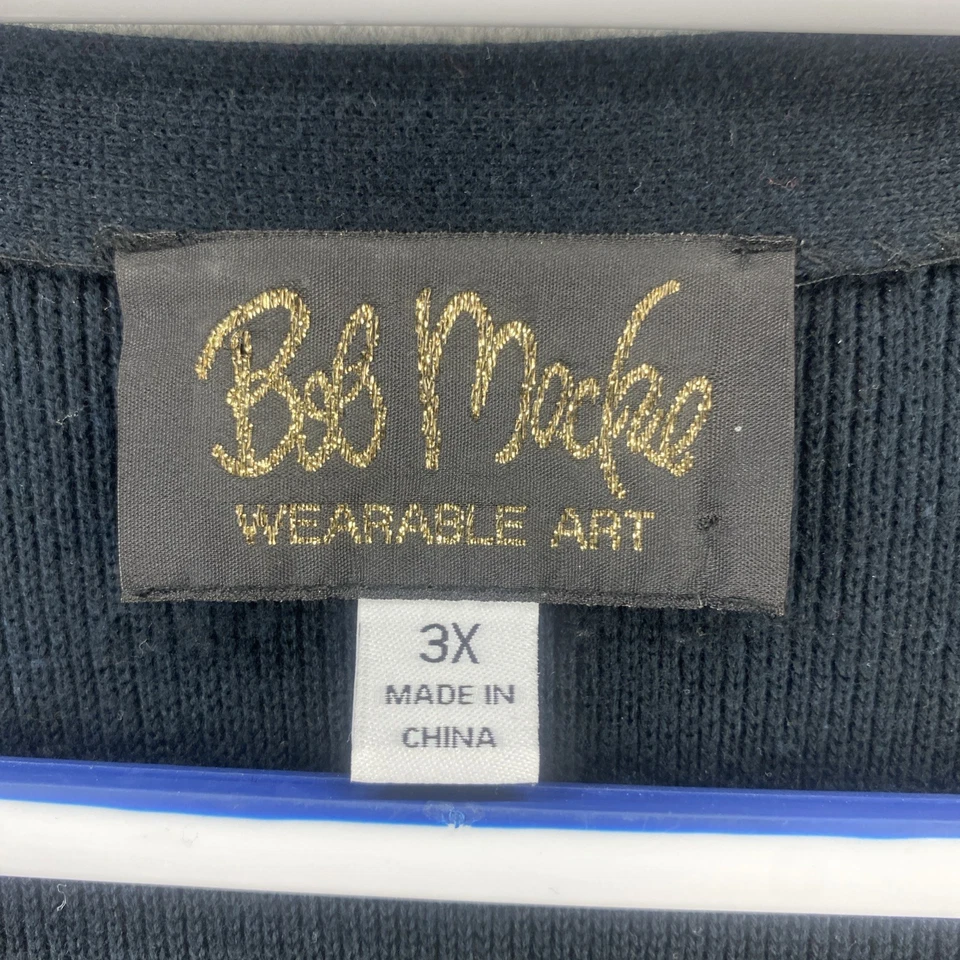 Bob Mackie
WEARABLE ART
3X
MADE IN
CHINA